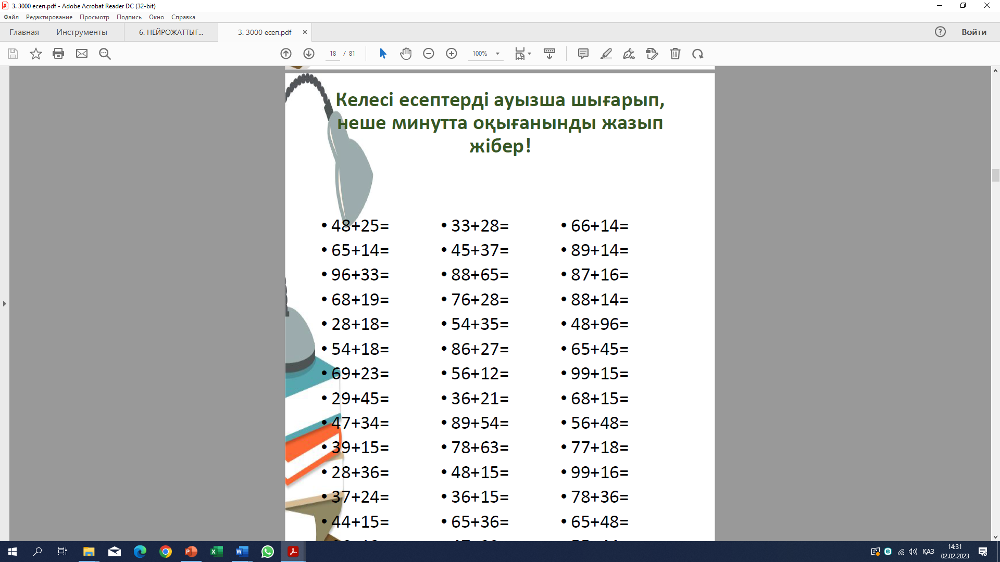 3. 3000 есеп.pdf - Adobe Acrobat Reader DC (32-bit)
Файл Редактирование Просмотр Подпись Окно Справка
Главная Инструменты 6. НЕЙРОЖАТТЫҒ... 3. 3000 есеп.pdf Войти
18 / 81 100%
Келесі есептерді ауызша шығарып,
неше минутта оқығанынды жазып
жібер!
• 48+25= • 33+28= • 66+14=
• 65+14= • 45+37= • 89+14=
• 96+33= • 88+65= • 87+16=
• 68+19= • 76+28= • 88+14=
• 28+18= • 54+35= • 48+96=
• 54+18= • 86+27= • 65+45=
• 69+23= • 56+12= • 99+15=
• 29+45= • 36+21= • 68+15=
• 47+34= • 89+54= • 56+48=
• 39+15= • 78+63= • 77+18=
• 28+36= • 48+15= • 99+16=
• 37+24= • 36+15= • 78+36=
• 44+15= • 65+36= • 65+48=
ҚАЗ 14:31
02.02.2023